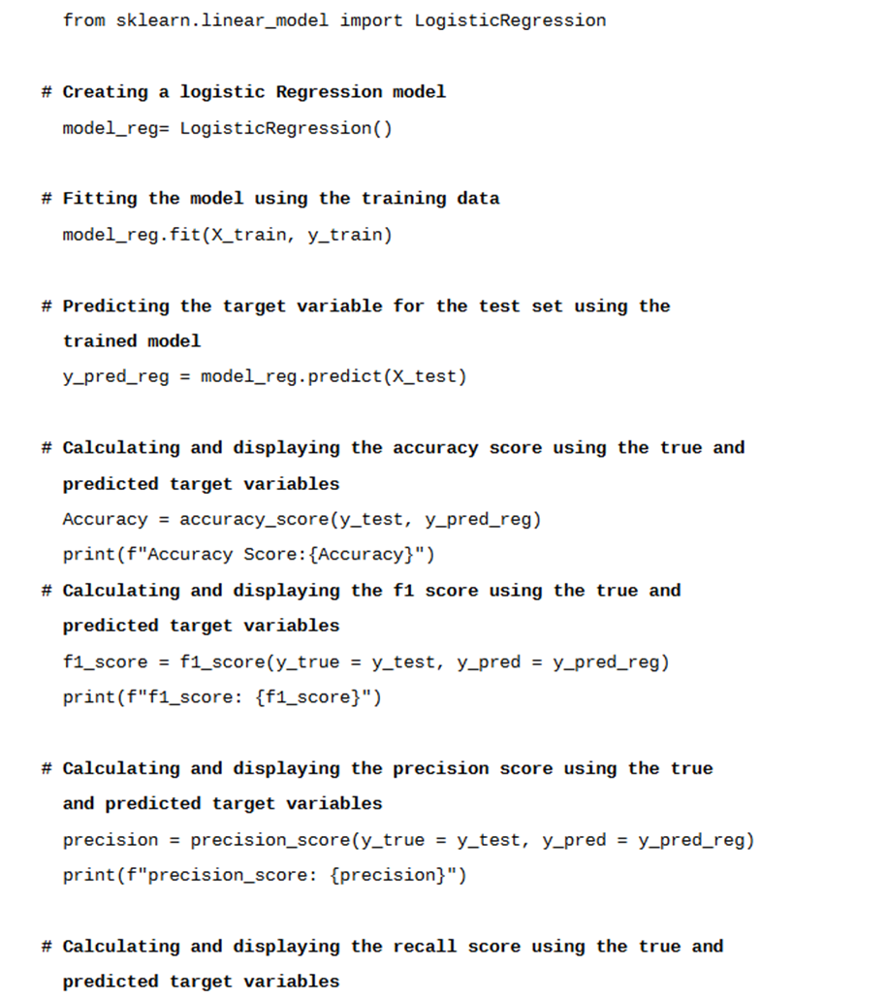 from sklearn.linear_model import LogisticRegression
# Creating a logistic Regression model
model_reg= LogisticRegression()
# Fitting the model using the training data
model_reg.fit(X_train, y_train)
# Predicting the target variable for the test set using the
trained model
y_pred_reg = model_reg.predict(X_test)
# Calculating and displaying the accuracy score using the true and
predicted target variables
Accuracy = accuracy_score(y_test, y_pred_reg)
print(f"Accuracy Score:{Accuracy}")
# Calculating and displaying the f1 score using the true and
predicted target variables
f1_score = f1_score(y_true = y_test, y_pred = y_pred_reg)
print(f"f1_score: {f1_score}")
# Calculating and displaying the precision score using the true
and predicted target variables
precision = precision_score(y_true = y_test, y_pred = y_pred_reg)
print(f"precision_score: {precision}")
# Calculating and displaying the recall score using the true and
predicted target variables